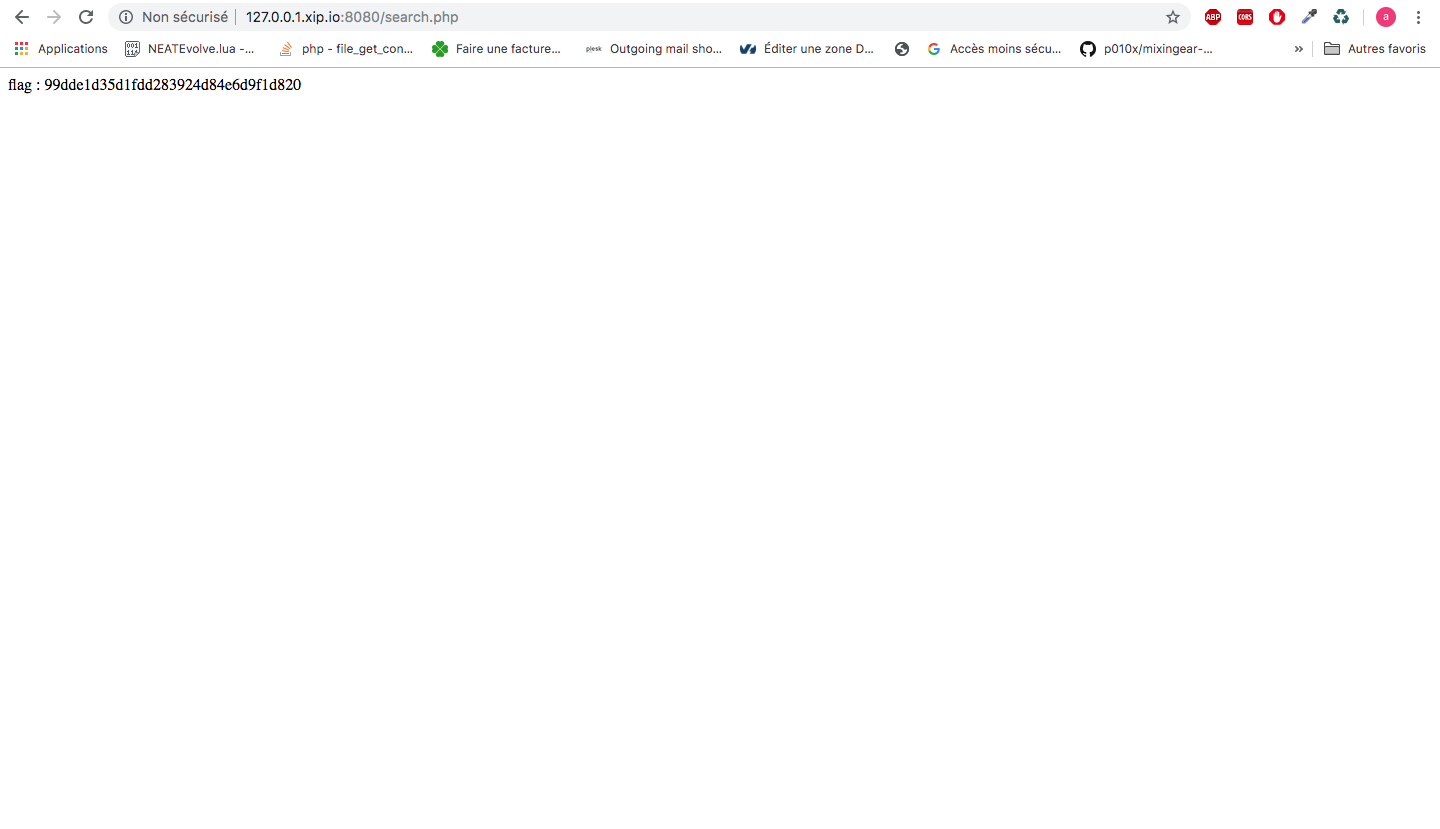 Non sécurisé 127.0.0.1.xip.io:8080/search.php ABP CORS a
Applications NEATEvolve.lua -... php - file_get_con... Faire une facture... plesk Outgoing mail sho... Éditer une zone D... Accès moins sécu... p010x/mixingear-... » Autres favoris
flag : 99dde1d35d1fdd283924d84e6d9f1d820